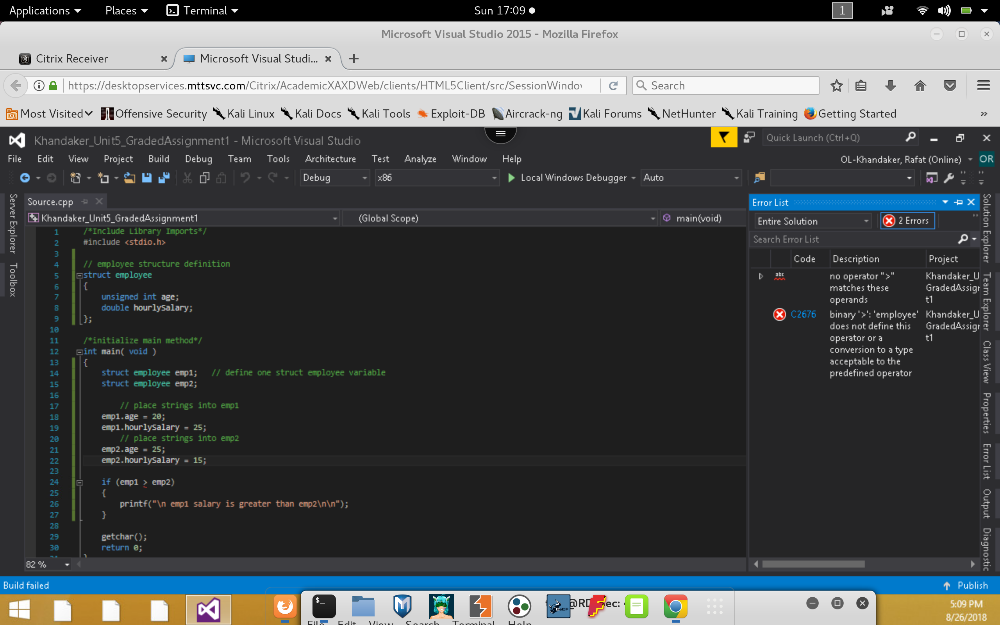 Applications Places Terminal Sun 17:09 1
Microsoft Visual Studio 2015 - Mozilla Firefox
Citrix Receiver Microsoft Visual Studi...
https://desktopservices.mttsvc.com/Citrix/AcademicXAXDWeb/clients/HTML5Client/src/SessionWindo Search
Most Visited Offensive Security Kali Linux Kali Docs Kali Tools Exploit-DB Aircrack-ng Kali Forums NetHunter Kali Training Getting Started »
Khandaker_Unit5_GradedAssignment1 - Microsoft Visual Studio Quick Launch (Ctrl+Q)
File Edit View Project Build Debug Team Tools Architecture Test Analyze Window Help OL-Khandaker, Rafat (Online) OR
Debug x86 Local Windows Debugger Auto
Server Explorer
Toolbox
Source.cpp
Khandaker_Unit5_GradedAssignment1 (Global Scope) main(void)
1 /*Include Library Imports*/
2 #include <stdio.h>
3
4 // employee structure definition
5 struct employee
6 {
7 unsigned int age;
8 double hourlySalary;
9 };
10
11 /*initialize main method*/
12 int main( void )
13 {
14 struct employee emp1; // define one struct employee variable
15 struct employee emp2;
16
17 // place strings into emp1
18 emp1.age = 20;
19 emp1.hourlySalary = 25;
20 // place strings into emp2
21 emp2.age = 25;
22 emp2.hourlySalary = 15;
23
24 if (emp1 > emp2)
25 {
26 printf("\n emp1 salary is greater than emp2\n\n");
27 }
28
29 getchar();
30 return 0;
82 %
Error List
Entire Solution 2 Errors
Search Error List
Code Description Project
abc no operator ">" Khandaker_U
matches these GradedAssign
operands t1
C2676 binary '>': 'employee' Khandaker_U
does not define this GradedAssign
operator or a t1
conversion to a type
acceptable to the
predefined operator
Solution Explorer
Team Explorer
Class View
Properties
Error List
Output
Diagnostic
Build failed Publish
$_ BeEF @RD ec:
File Edit View Search Terminal Help
5:09 PM
8/26/2018